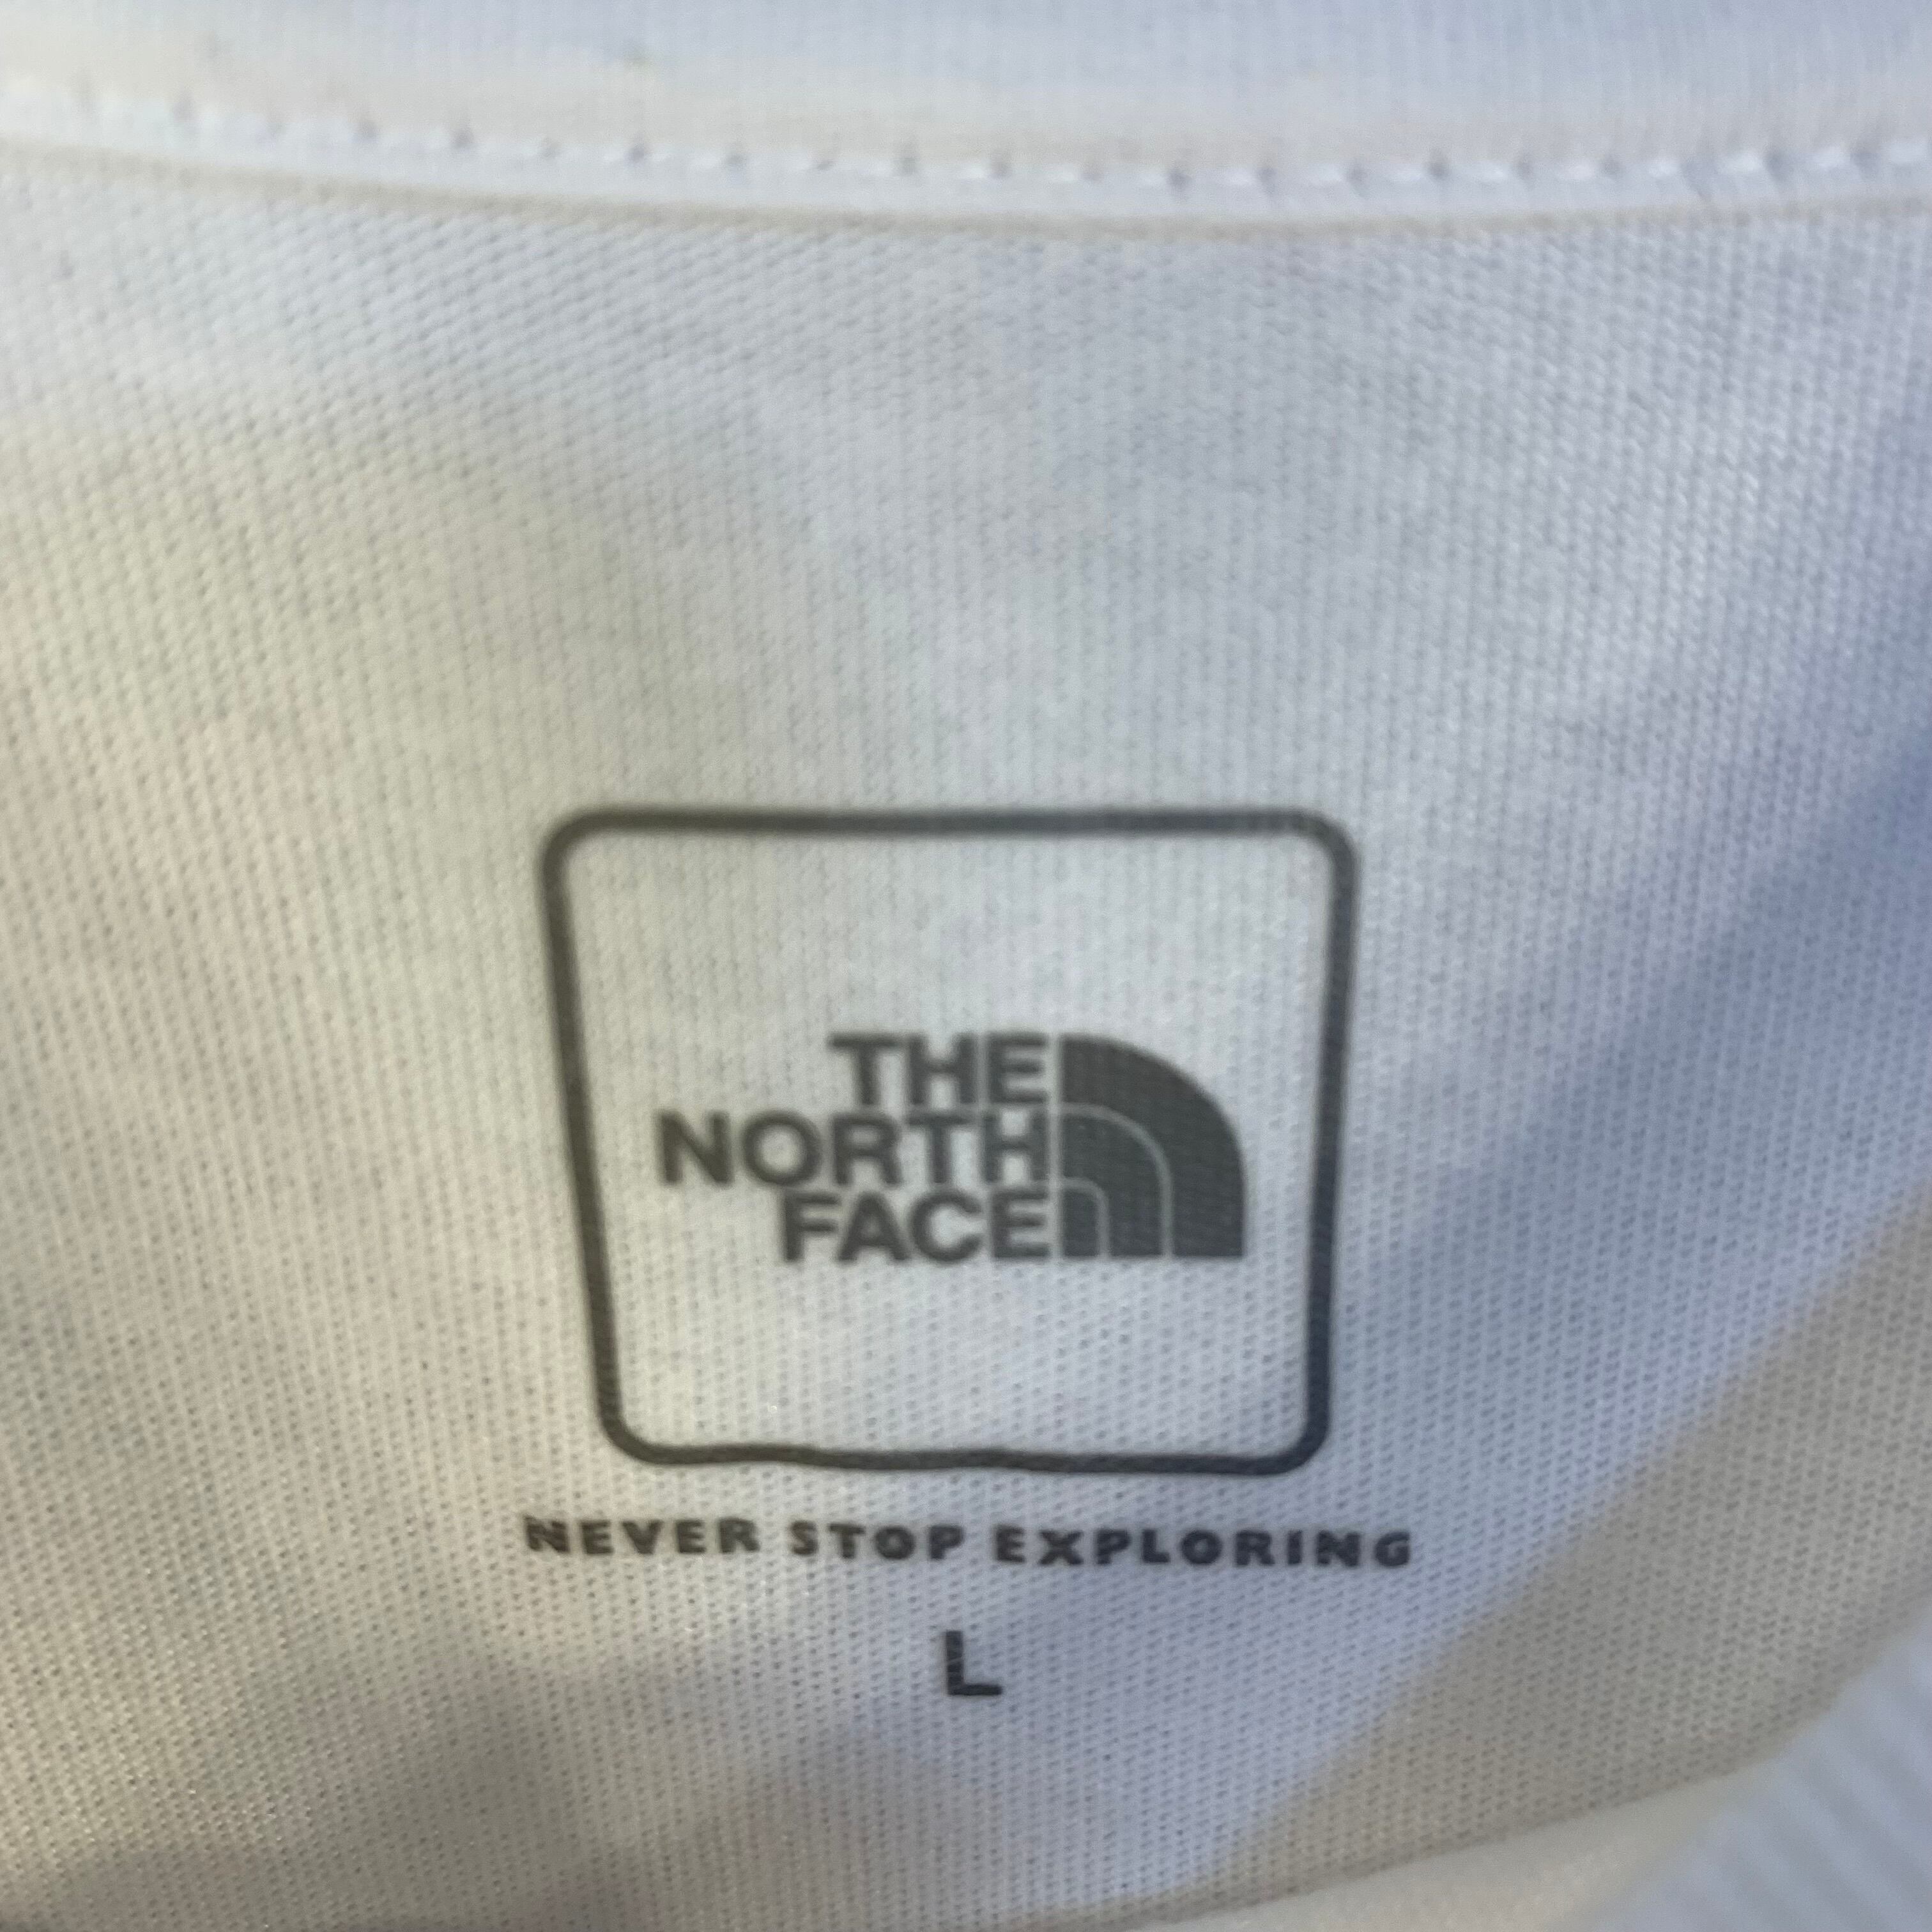 THE
NORTH
FACE
NEVER STOP EXPLORING
L